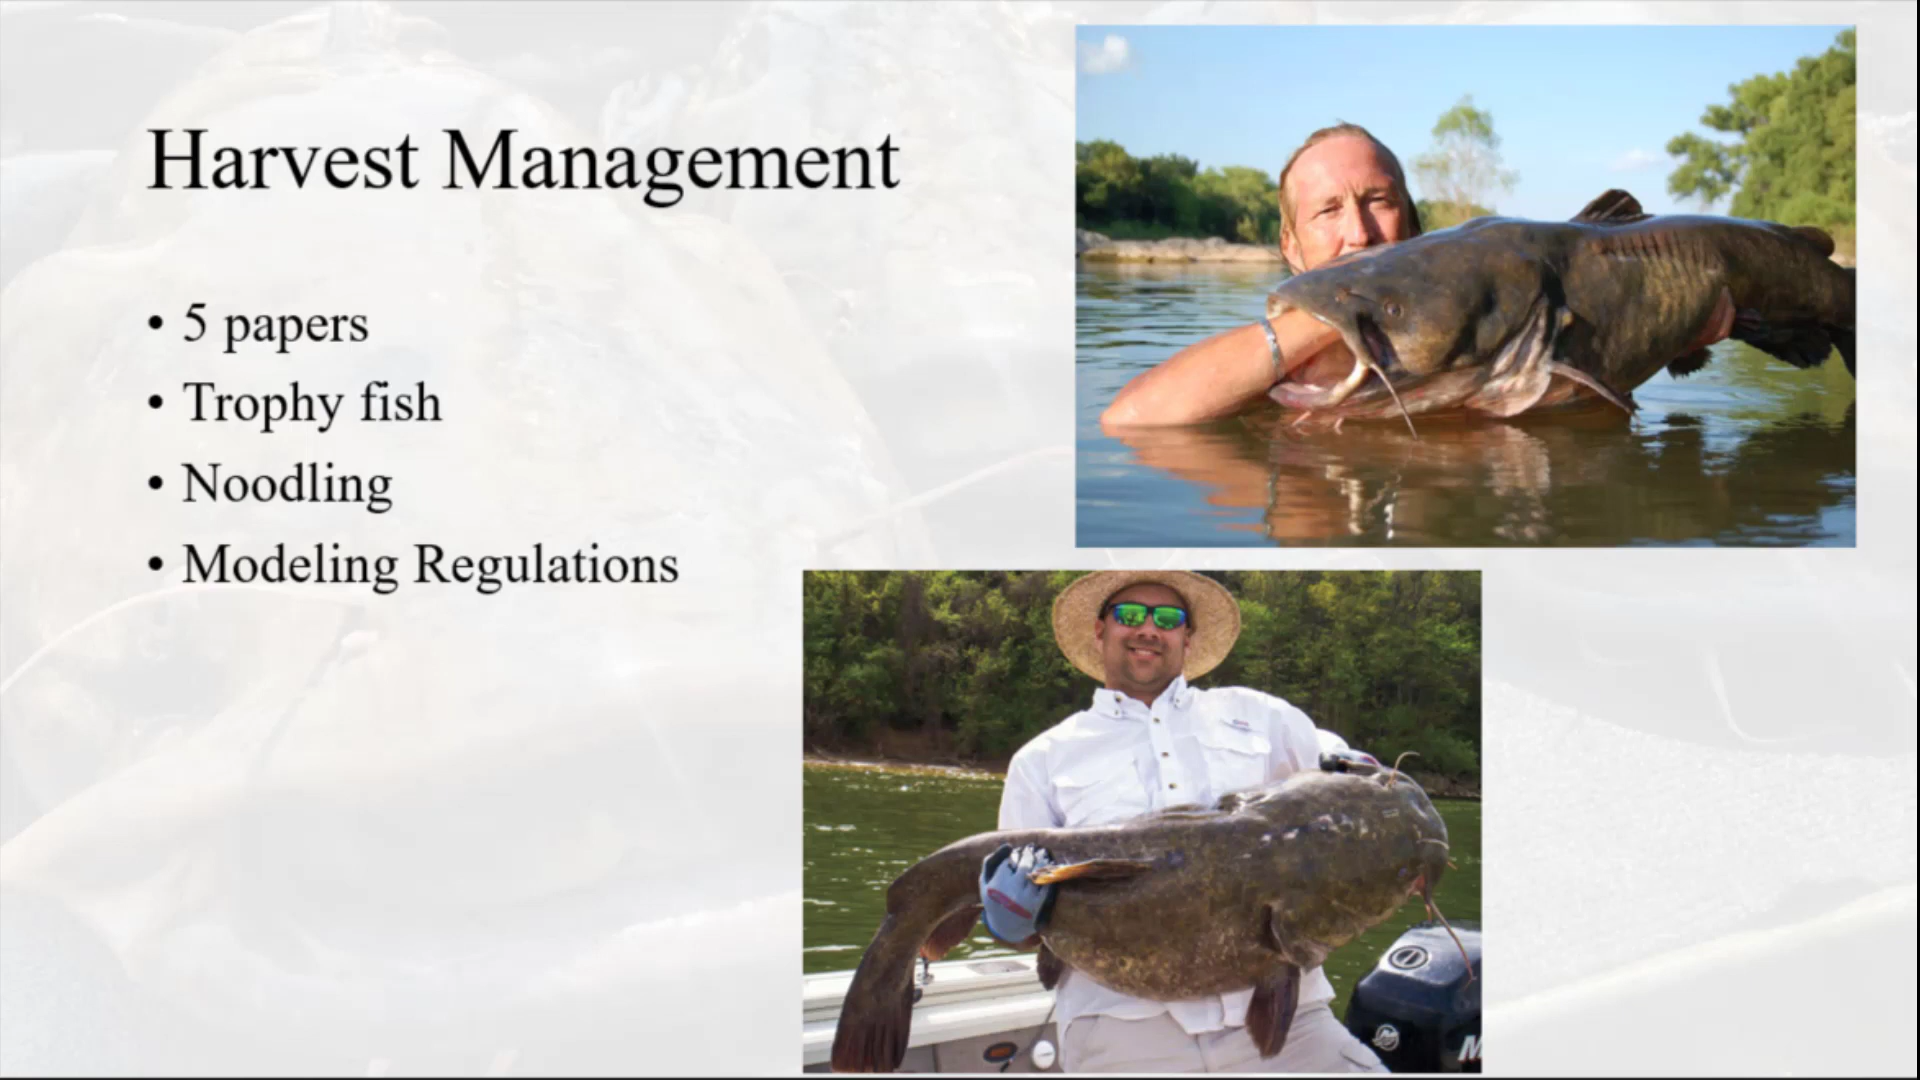 Harvest Management
• 5 papers
• Trophy fish
• Noodling
• Modeling Regulations